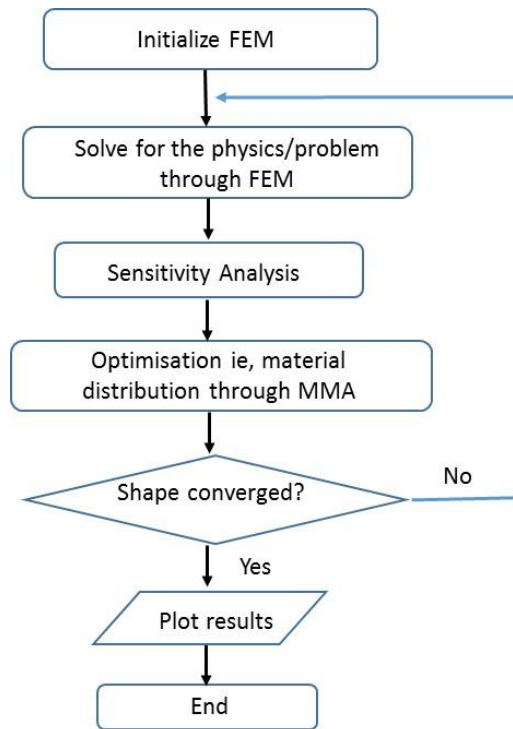 Initialize FEM
Solve for the physics/problem
through FEM
Sensitivity Analysis
Optimisation ie, material
distribution through MMA
Shape converged?
No
Yes
Plot results
End